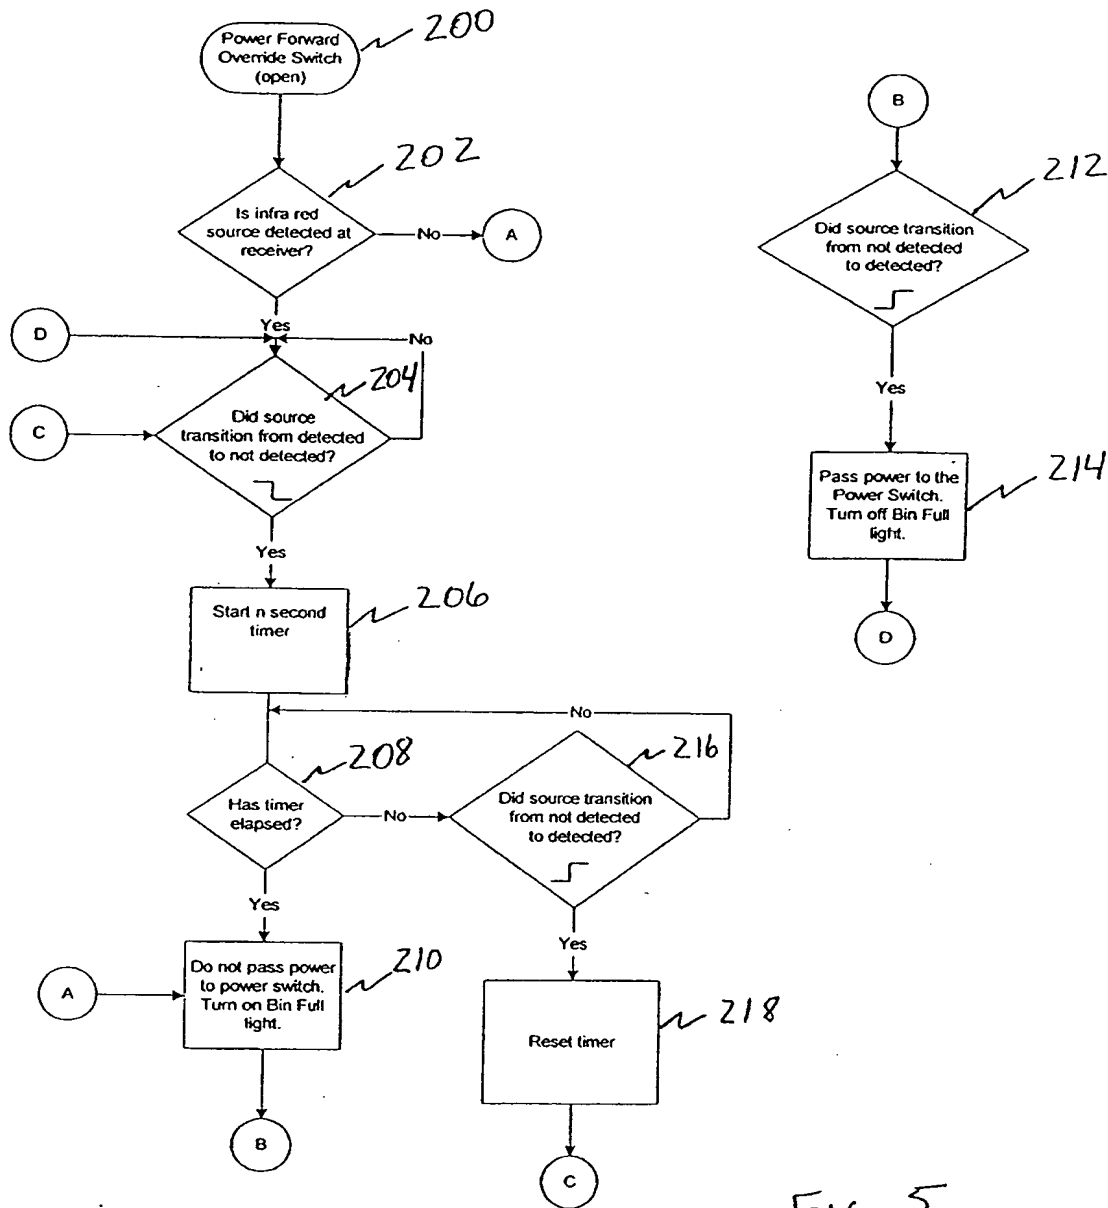 Power Forward
Override Switch
(open)
200
202
Is infra red
source detected at
receiver?
No
A
Yes
D
No
204
C
Did source
transition from detected
to not detected?
Yes
Start n second
timer
206
No
208
Has timer
elapsed?
No
216
Did source transition
from not detected
to detected?
Yes
Yes
A
Do not pass power
to power switch.
Turn on Bin Full
light.
210
B
Reset timer
218
C
B
212
Did source transition
from not detected
to detected?
Yes
Pass power to the
Power Switch.
Turn off Bin Full
light.
214
D
FIG. 5